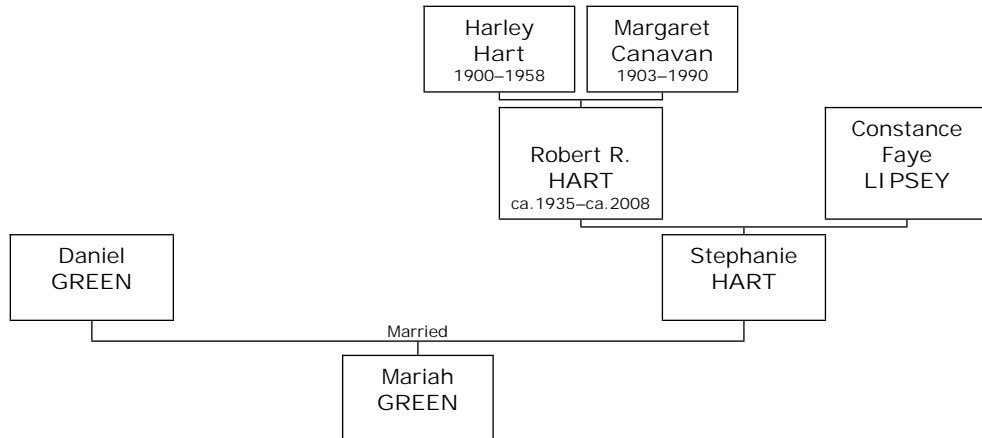 Harley
Hart
1900–1958
Margaret
Canavan
1903–1990
Robert R.
HART
ca.1935–ca.2008
Constance
Faye
LIPSEY
Daniel
GREEN
Stephanie
HART
Married
Mariah
GREEN